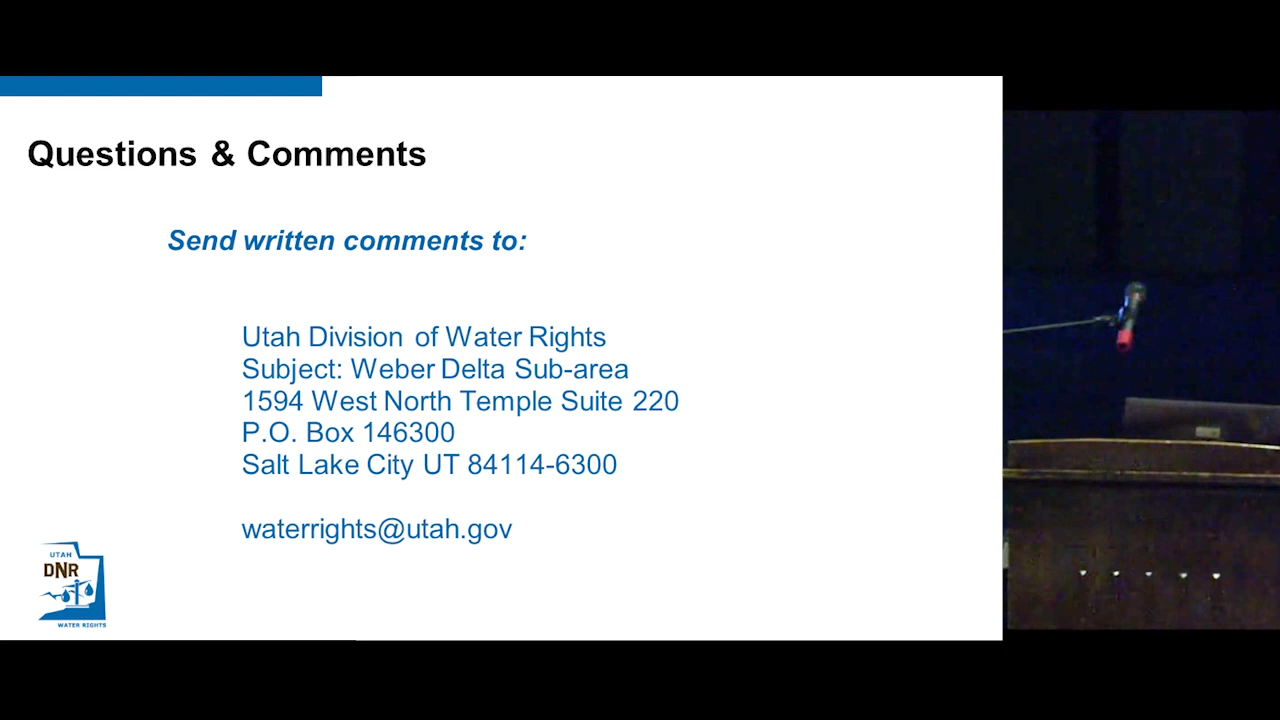 Questions & Comments
Send written comments to:
Utah Division of Water Rights
Subject: Weber Delta Sub-area
1594 West North Temple Suite 220
P.O. Box 146300
Salt Lake City UT 84114-6300
waterrights@utah.gov
UTAH
DNR
WATER RIGHTS